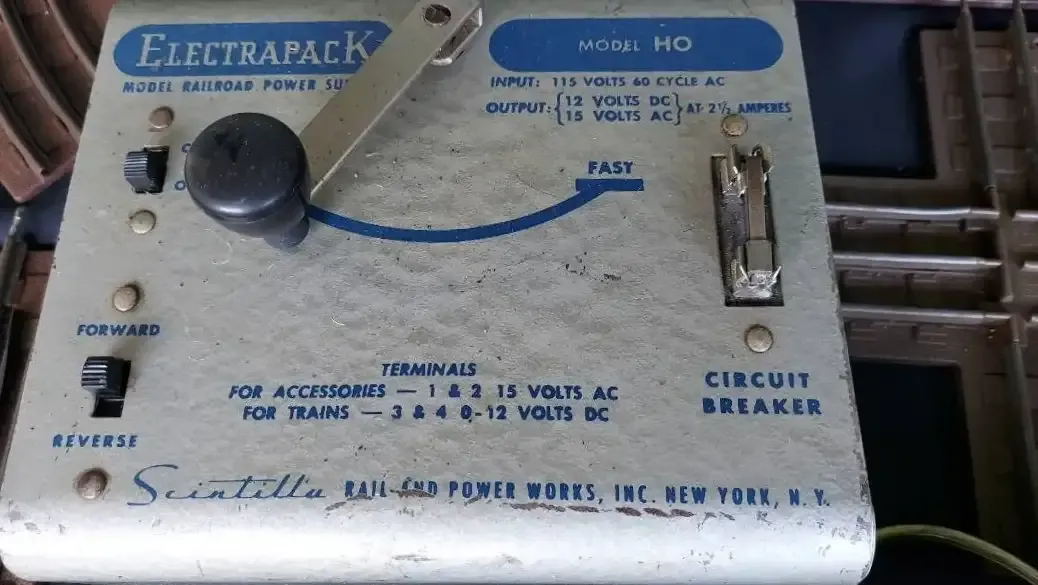 ELECTRAPACK
MODEL HO
MODEL RAILROAD POWER
INPUT: 115 VOLTS 60 CYCLE AC
OUTPUT: {12 VOLTS DC} AT 2½ AMPERES
{15 VOLTS AC}
FAST
FORWARD
REVERSE
TERMINALS
FOR ACCESSORIES — 1 & 2 15 VOLTS AC
FOR TRAINS — 3 & 4 0-12 VOLTS DC
CIRCUIT
BREAKER
Scintilla RAIL AND POWER WORKS, INC. NEW YORK, N. Y.